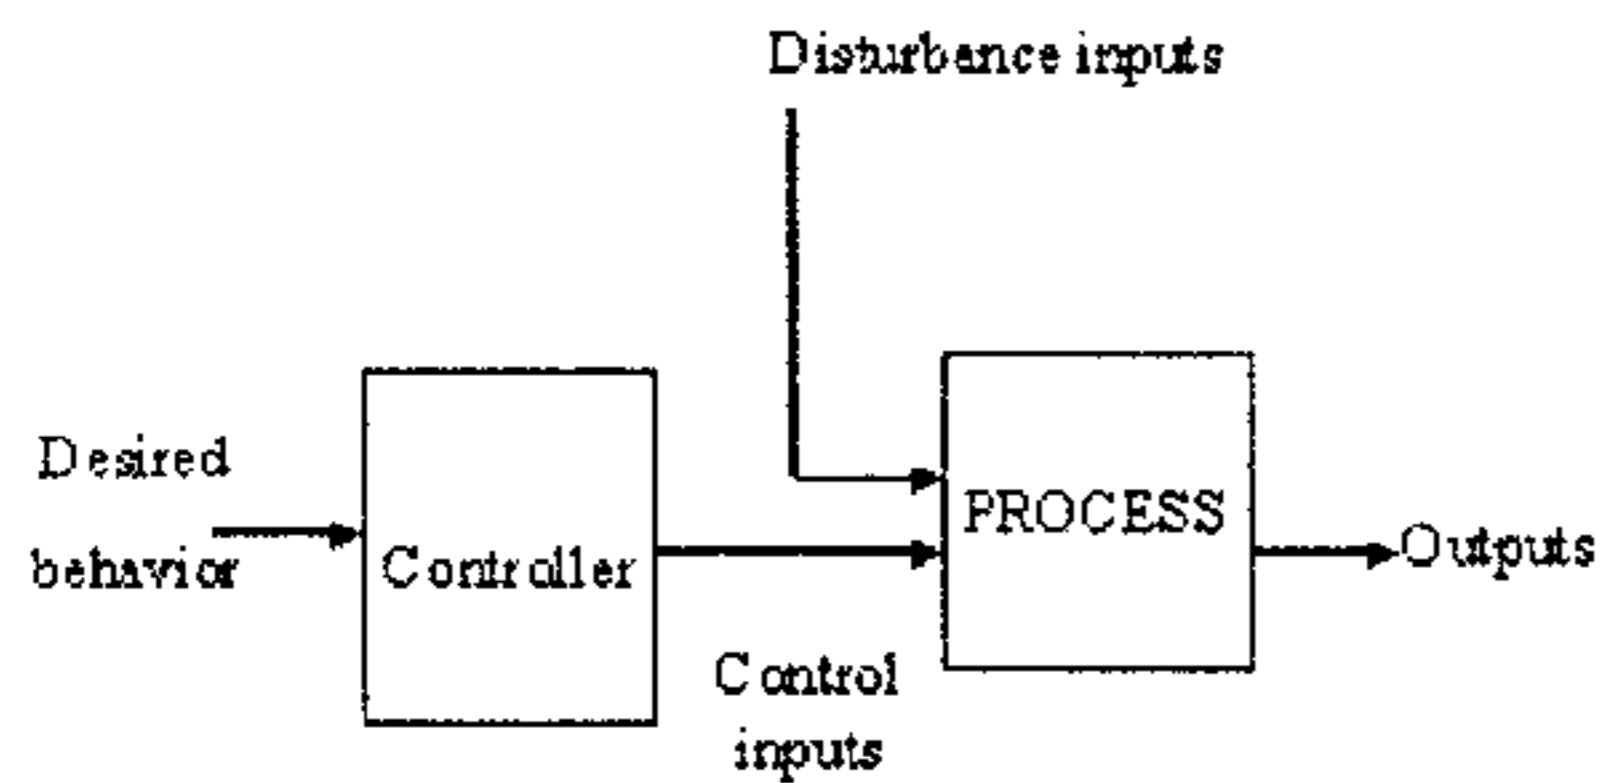 Disturbance inputs
Desired
behavior
Controller
PROCESS
Outputs
Control
inputs